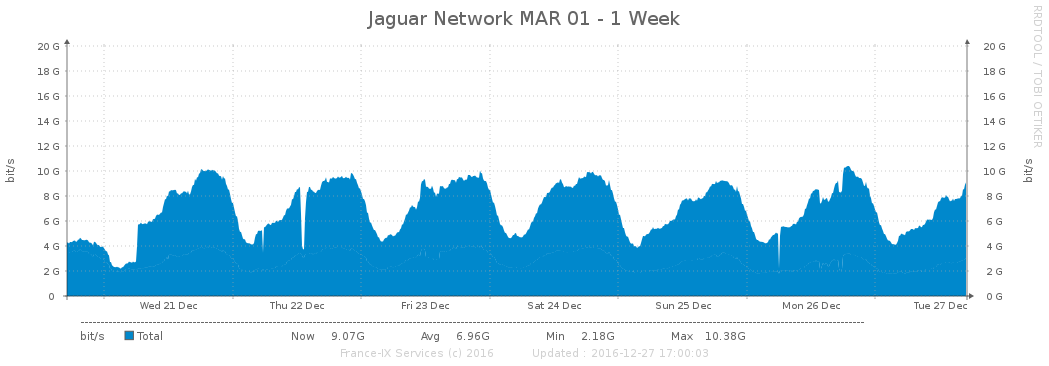 Jaguar Network MAR 01 - 1 Week
RRDTOOL / TOBI OETIKER
bit/s
bit/s
20 G 20 G
18 G 18 G
16 G 16 G
14 G 14 G
12 G 12 G
10 G 10 G
8 G 8 G
6 G 6 G
4 G 4 G
2 G 2 G
0 0 G
Wed 21 Dec Thu 22 Dec Fri 23 Dec Sat 24 Dec Sun 25 Dec Mon 26 Dec Tue 27 Dec
bit/s Total Now 9.07G Avg 6.96G Min 2.18G Max 10.38G
France-IX Services (c) 2016 Updated : 2016-12-27 17:00:03